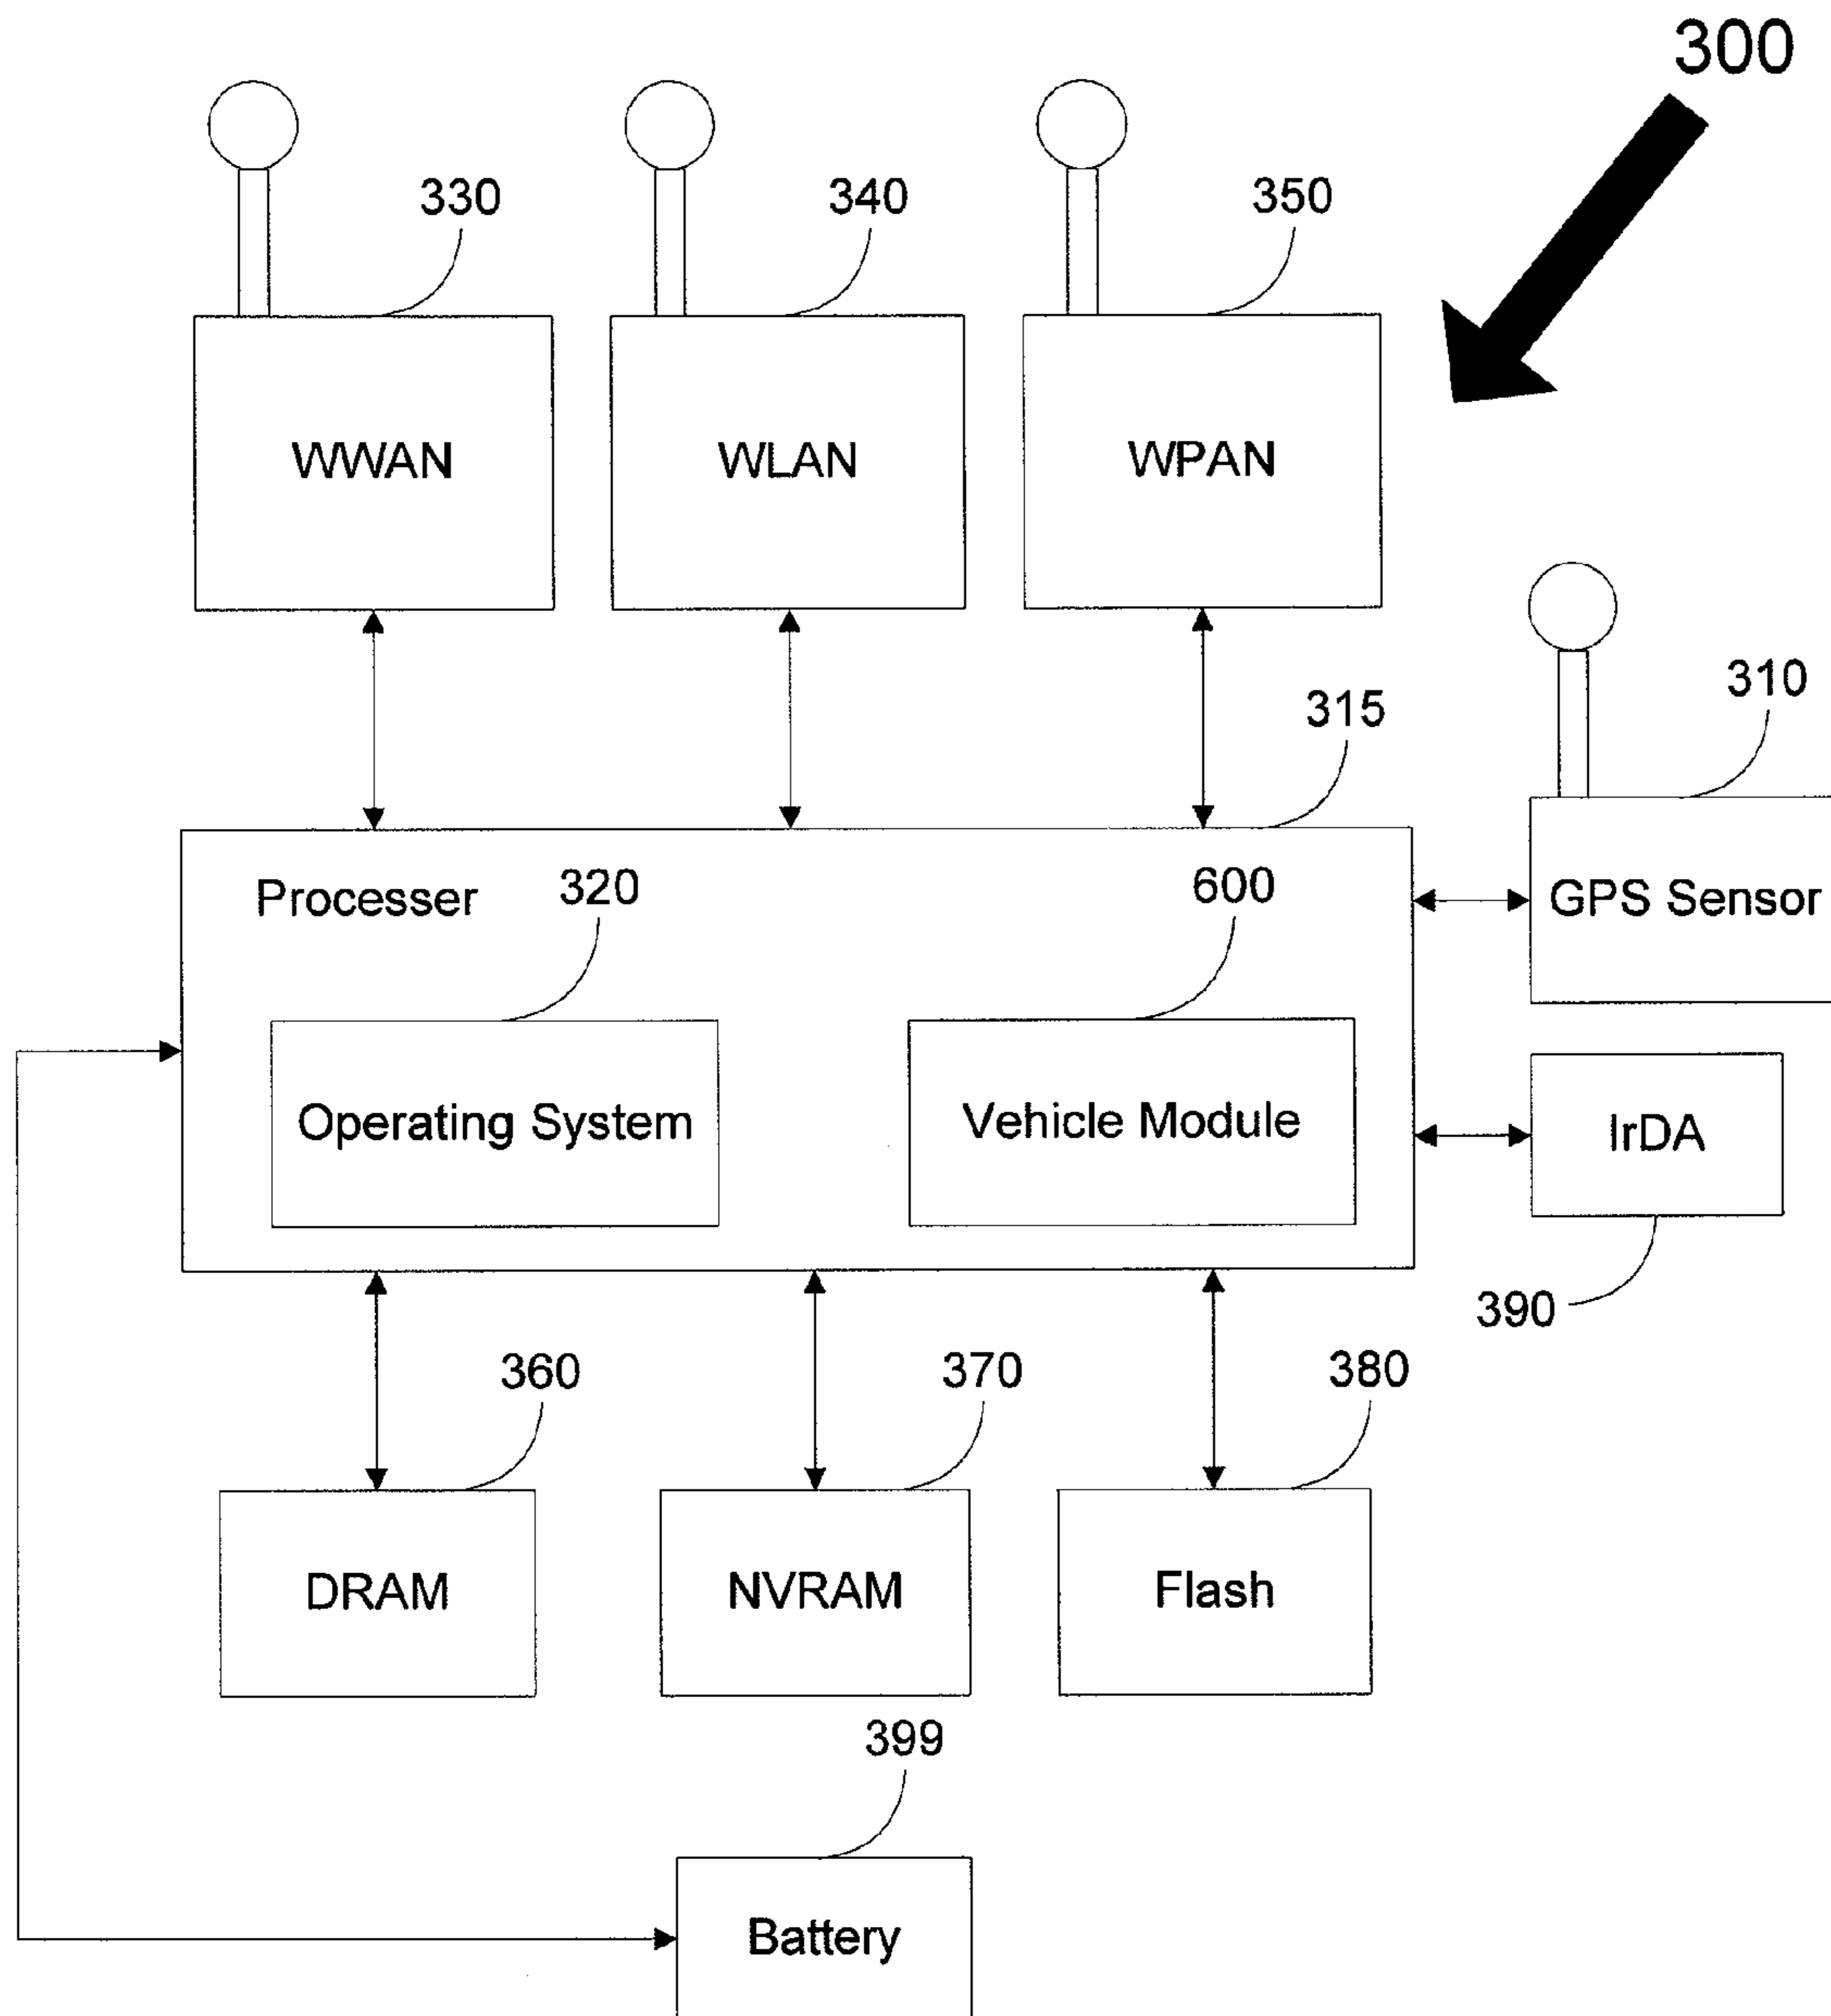 300
330
340
350
WWAN
WLAN
WPAN
315
310
Processer
320
600
GPS Sensor
Operating System
Vehicle Module
IrDA
390
360
370
380
DRAM
NVRAM
Flash
399
Battery